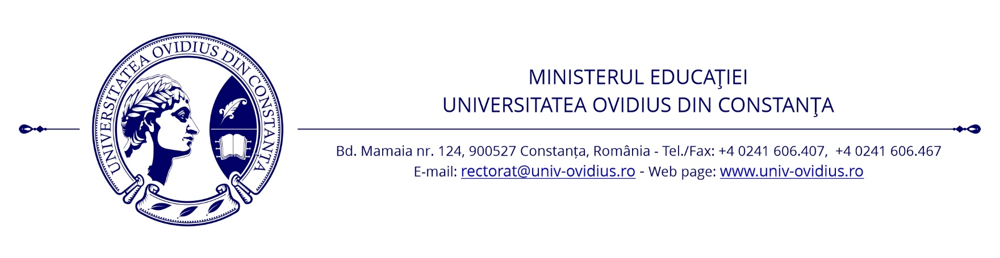 UNIVERSITATEA OVIDIUS DIN CONSTANȚA
MINISTERUL EDUCAŢIEI
UNIVERSITATEA OVIDIUS DIN CONSTANŢA
Bd. Mamaia nr. 124, 900527 Constanța, România - Tel./Fax: +4 0241 606.407, +4 0241 606.467
E-mail: rectorat@univ-ovidius.ro - Web page: www.univ-ovidius.ro